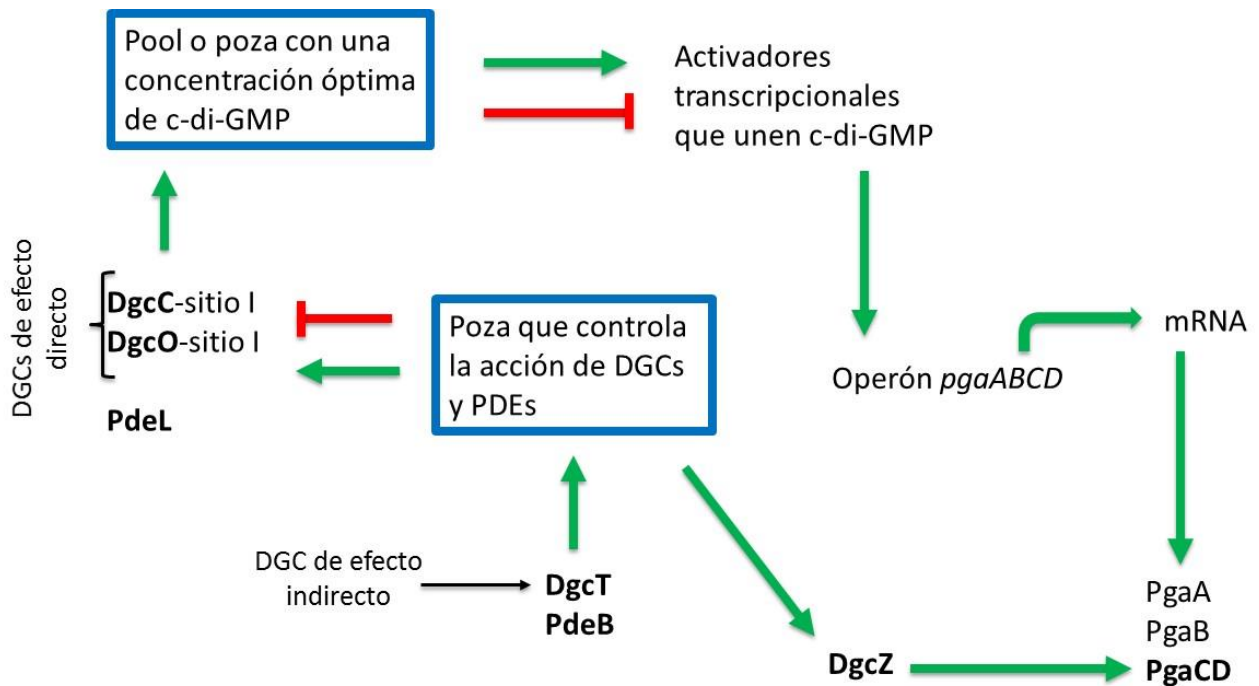 Pool o poza con una
concentración óptima
de c-di-GMP
Activadores
transcripcionales
que unen c-di-GMP
DGCs de efecto
directo
DgcC-sitio I
DgcO-sitio I
PdeL
Poza que controla
la acción de DGCs
y PDEs
Operón pgaABCD
mRNA
DGC de efecto
indirecto
DgcT
PdeB
DgcZ
PgaA
PgaB
PgaCD